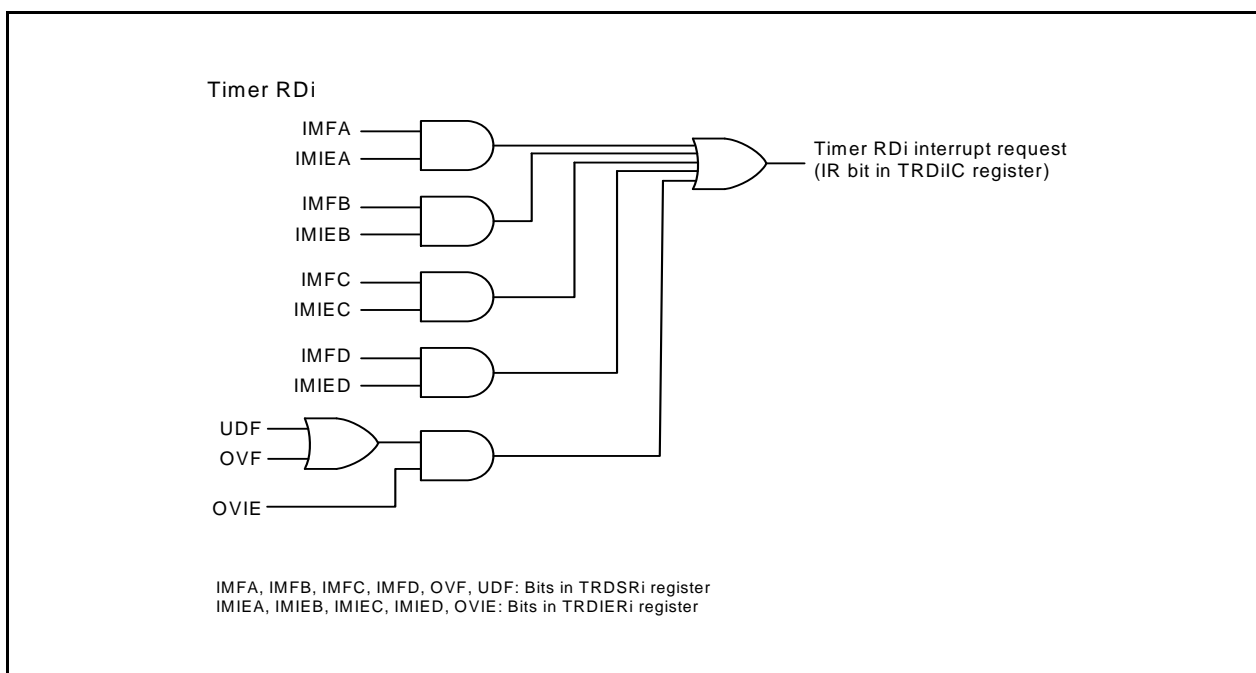 Timer RDi
IMFA
IMIEA
Timer RDi interrupt request
(IR bit in TRDiIC register)
IMFB
IMIEB
IMFC
IMIEC
IMFD
IMIED
UDF
OVF
OVIE
IMFA, IMFB, IMFC, IMFD, OVF, UDF: Bits in TRDSRi register
IMIEA, IMIEB, IMIEC, IMIED, OVIE: Bits in TRDIERi register